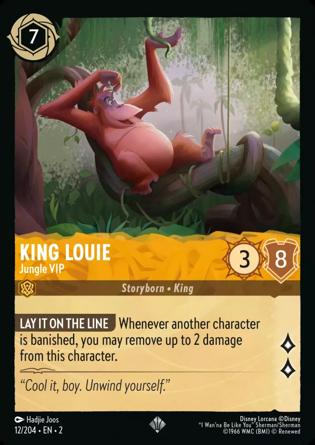 7
KING LOUIE
Jungle VIP
3
8
Storyborn • King
LAY IT ON THE LINE Whenever another character
is banished, you may remove up to 2 damage
from this character.
“Cool it, boy. Unwind yourself.”
Hadjie Joos
12/204 • EN • 2
Disney Lorcana ©Disney
“I Wan'na Be Like You” Sherman/Sherman
©1966 WMC (BMI) © Renewed